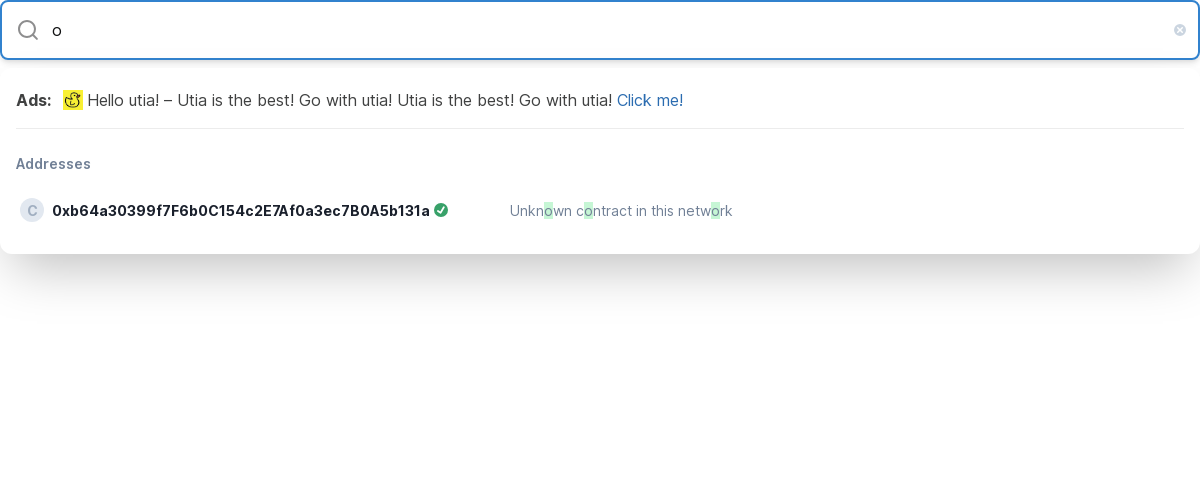 o
Ads: Hello utia! – Utia is the best! Go with utia! Utia is the best! Go with utia! Click me!
Addresses
C 0xb64a30399f7F6b0C154c2E7Af0a3ec7B0A5b131a Unknown contract in this network